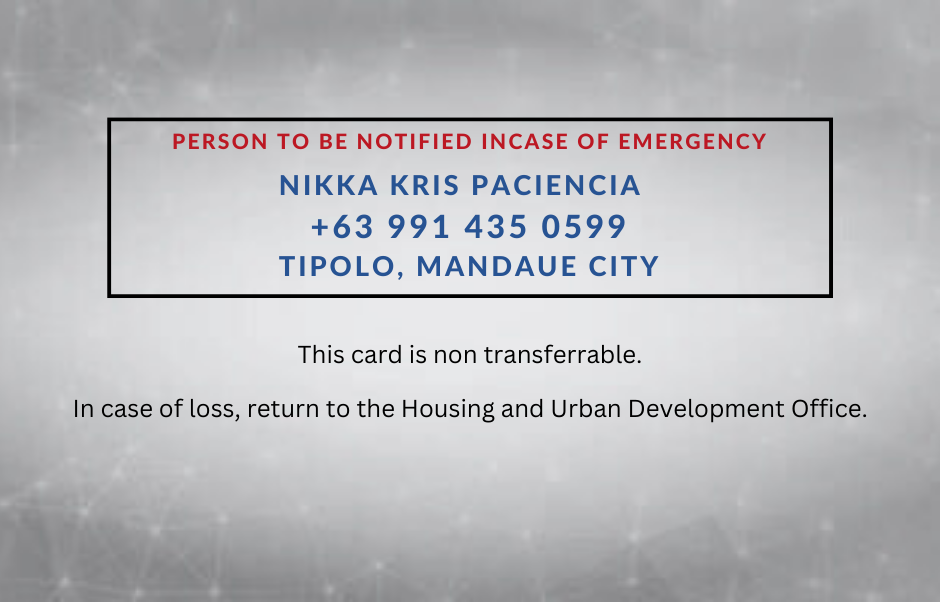 PERSON TO BE NOTIFIED INCASE OF EMERGENCY
NIKKA KRIS PACIENCIA
+63 991 435 0599
TIPOLO, MANDAUE CITY
This card is non transferrable.
In case of loss, return to the Housing and Urban Development Office.